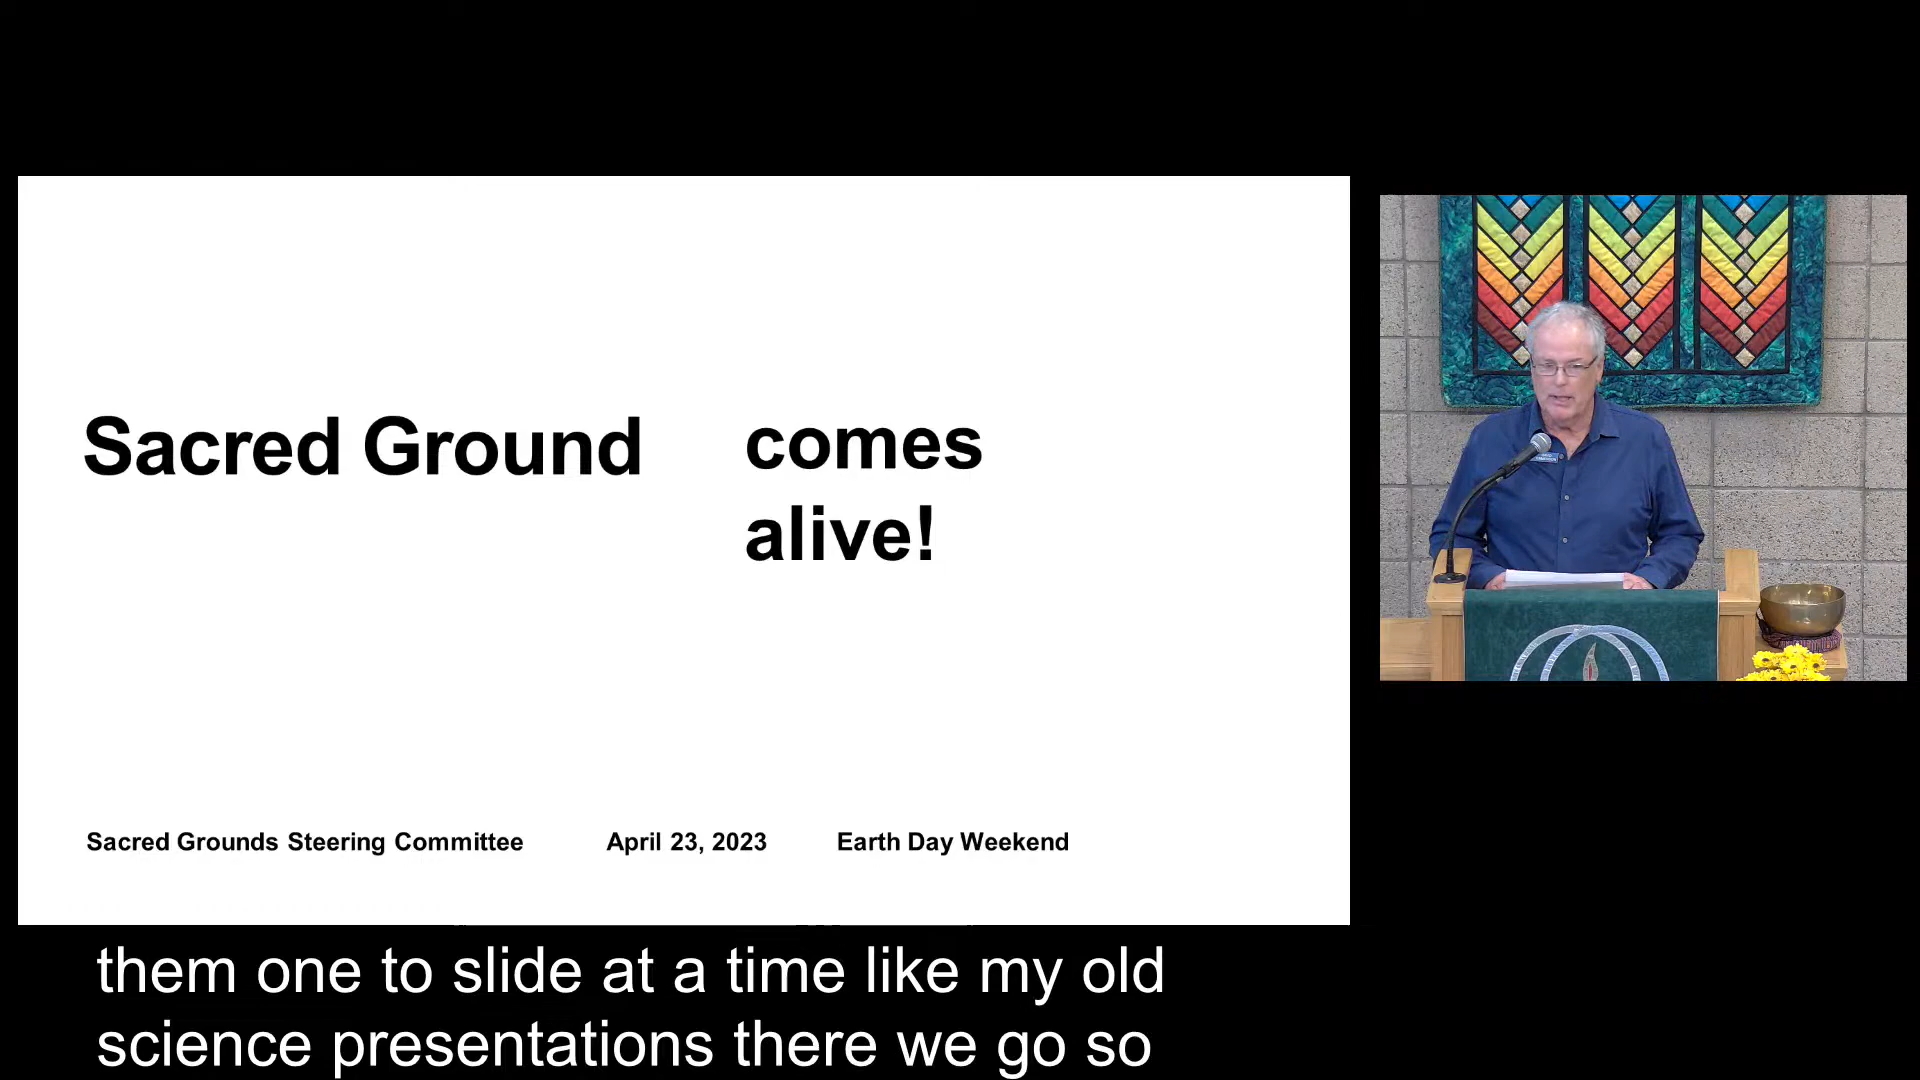 Sacred Ground
comes
alive!
Sacred Grounds Steering Committee April 23, 2023 Earth Day Weekend
them one to slide at a time like my old
science presentations there we go so